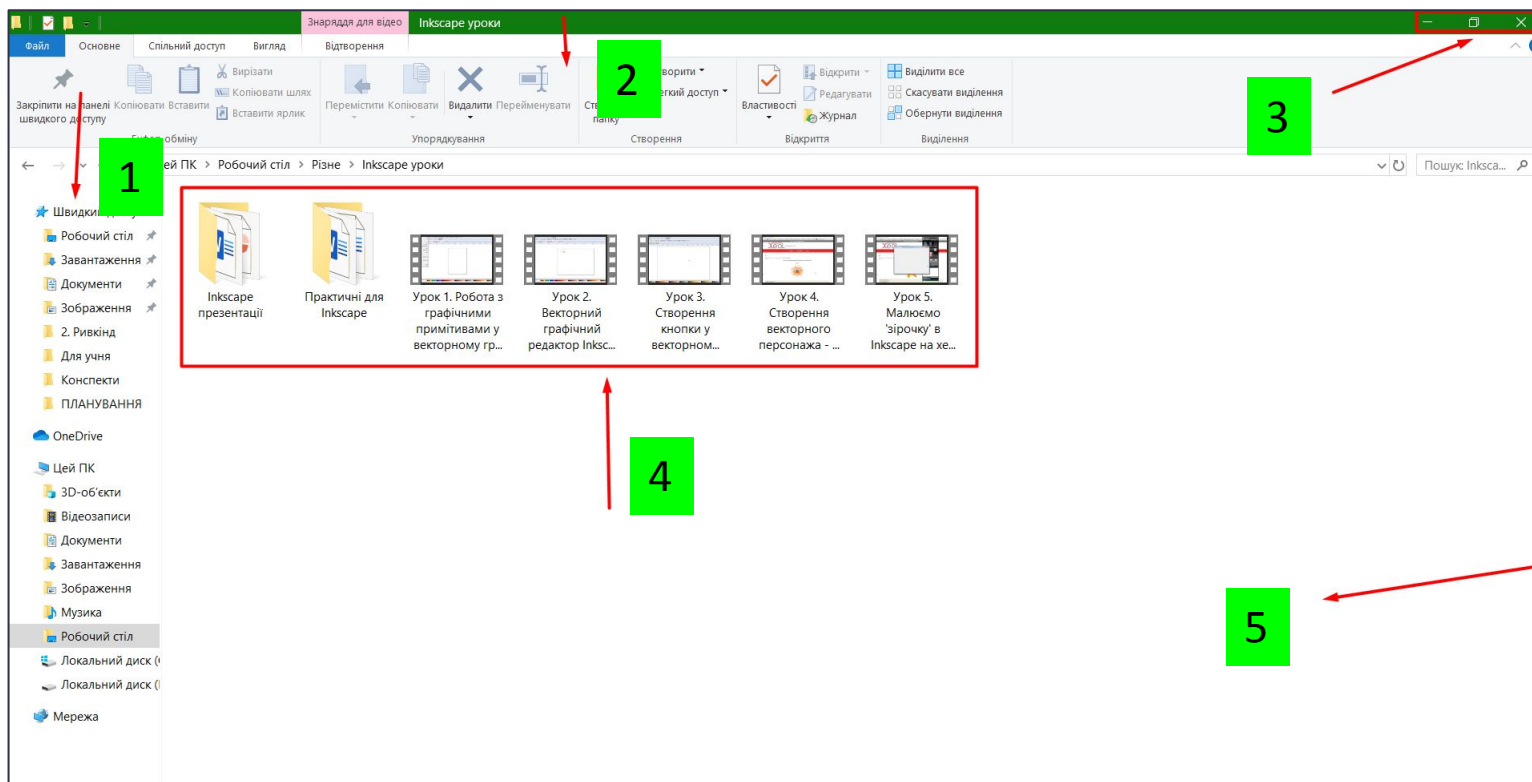 Знаряддя для відео Inkscape уроки
Файл Основне Спільний доступ Вигляд Відтворення
Закріпити на панелі швидкого доступу
Копіювати Вставити
Вирізати
Копіювати шлях
Вставити ярлик
Буфер обміну
Перемістити Копіювати Видалити Перейменувати
Упорядкування
папку
Створення
Властивості
Відкрити
Редагувати
Журнал
Відкриття
Виділити все
Скасувати виділення
Обернути виділення
Виділення
1
2
3
4
5
Робочий стіл > Різне > Inkscape уроки
Пошук: Inksca...
Швидкий
Робочий стіл
Завантаження
Документи
Зображення
2. Ривкінд
Для учня
Конспекти
ПЛАНУВАННЯ
OneDrive
Цей ПК
3D-об'єкти
Відеозаписи
Документи
Завантаження
Зображення
Музика
Робочий стіл
Локальний диск (
Локальний диск (
Мережа
Inkscape
презентації
Практичні для
Inkscape
Урок 1. Робота з
графічними
примітивами у
векторному гр...
Урок 2.
Векторний
графічний
редактор Inksc...
Урок 3.
Створення
кнопки у
векторном...
Урок 4.
Створення
векторного
персонажа - ...
Урок 5.
Малюємо
'зірочку' в
Inkscape на хе...